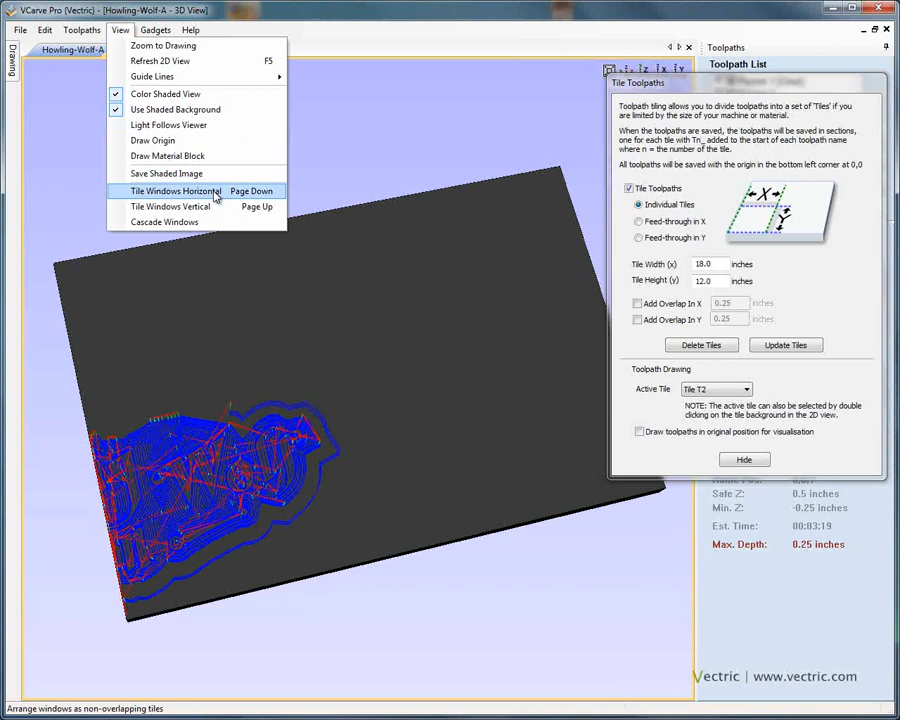 VCarve Pro [Vectric] - [Howling-Wolf-A - 3D View]
File Edit Toolpaths View Gadgets Help
Drawing
Howling-Wolf-A
Zoom to Drawing
Refresh 2D View F5
Guide Lines
Color Shaded View
Use Shaded Background
Light Follows Viewer
Draw Origin
Draw Material Block
Save Shaded Image
Tile Windows Horizontal Page Down
Tile Windows Vertical Page Up
Cascade Windows
Toolpaths
Toolpath List
Tile Toolpaths
Toolpath tiling allows you to divide toolpaths into a set of 'Tiles' if you
are limited by the size of your machine or material.
When the toolpaths are saved, the toolpaths will be saved in sections,
one for each tile with Tn_ added to the start of each toolpath name
where n = the number of the tile.
All toolpaths will be saved with the origin in the bottom left corner at 0,0
Tile Toolpaths
Individual Tiles
Feed-through in X
Feed-through in Y
X
Y
Tile Width (x) 18.0 inches
Tile Height (y) 12.0 inches
Add Overlap In X 0.25 inches
Add Overlap In Y 0.25 inches
Delete Tiles Update Tiles
Toolpath Drawing
Active Tile Tile T2
NOTE: The active tile can also be selected by double
clicking on the tile background in the 2D view.
Draw toolpaths in original position for visualisation
Hide
Safe Z: 0.5 inches
Min. Z: -0.25 inches
Est. Time: 00:03:19
Max. Depth: 0.25 inches
Vectric | www.vectric.com
Arrange windows as non-overlapping tiles